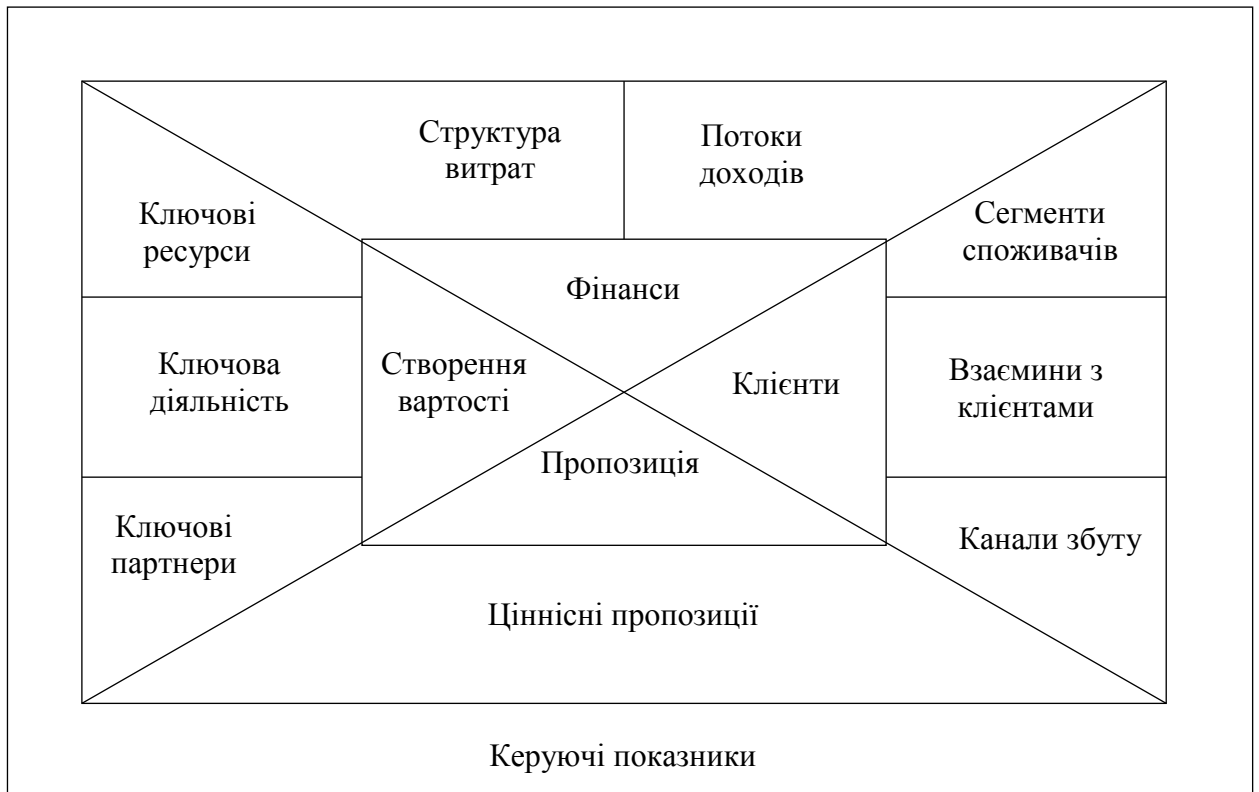 Структура
витрат
Потоки
доходів
Ключові
ресурси
Сегменти
споживачів
Фінанси
Ключова
діяльність
Створення
вартості
Клієнти
Взаємини з
клієнтами
Пропозиція
Ключові
партнери
Канали збуту
Ціннісні пропозиції
Керуючі показники